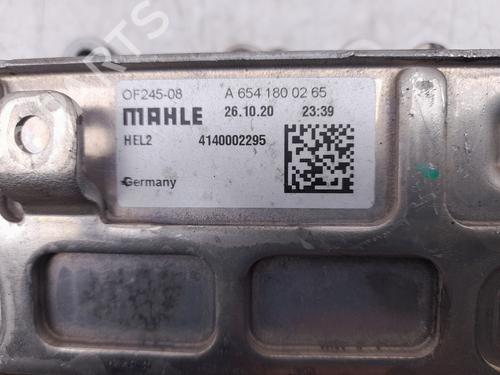 OF245-08 A 654 180 02 65
MAHLE 26.10.20 23:39
HEL2 4140002295
Germany